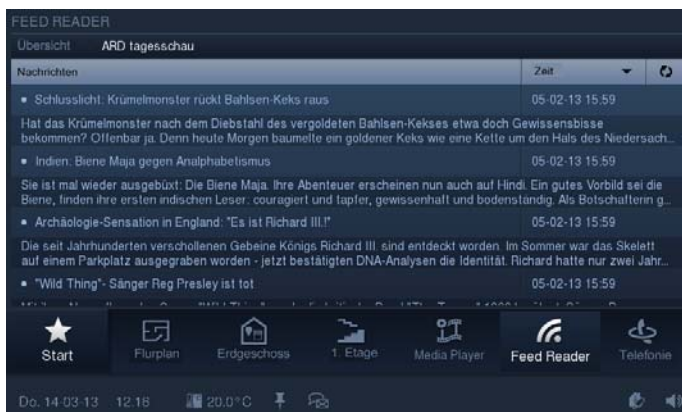 FEED READER
Übersicht ARD tagesschau
Nachrichten Zeit
Schlusslicht: Krümelmonster rückt Bahlsen-Keks raus 05-02-13 15:59
Hat das Krümelmonster nach dem Diebstahl des vergoldeten Bahlsen-Kekses etwa doch Gewissensbisse
bekommen? Offenbar ja. Denn heute Morgen baumelte ein goldener Keks wie eine Kette um den Hals des Niedersach...
Indien: Biene Maja gegen Analphabetismus 05-02-13 15:59
Sie ist mal wieder ausgebüxt: Die Biene Maja. Ihre Abenteuer erscheinen nun auch auf Hindi. Ein gutes Vorbild sei die
Biene, finden ihre ersten indischen Leser: couragiert und tapfer, gewissenhaft und bodenständig. Als Botschafterin g...
Archäologie-Sensation in England: "Es ist Richard III.!" 05-02-13 15:59
Die seit Jahrhunderten verschollenen Gebeine Königs Richard III. sind entdeckt worden. Im Sommer war das Skelett
auf einem Parkplatz ausgegraben worden - jetzt bestätigten DNA-Analysen die Identität. Richard hatte nur zwei Jahr...
"Wild Thing"- Sänger Reg Presley ist tot 05-02-13 15:59
Start Flurplan Erdgeschoss 1. Etage Media Player Feed Reader Telefonie
Do. 14-03-13 12:16 20.0°C